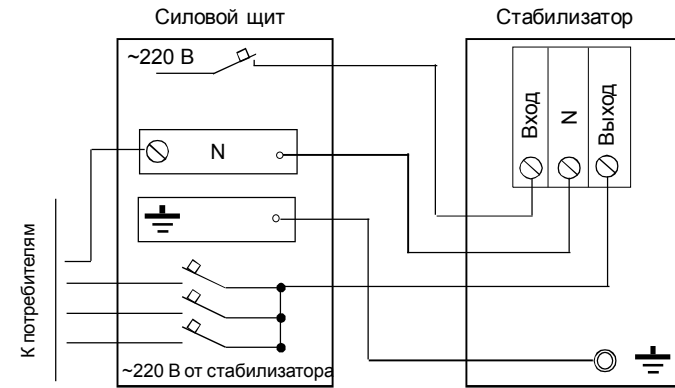 Силовой щит
Стабилизатор
~220 В
Вход
N
Выход
N
К потребителям
~220 В от стабилизатора